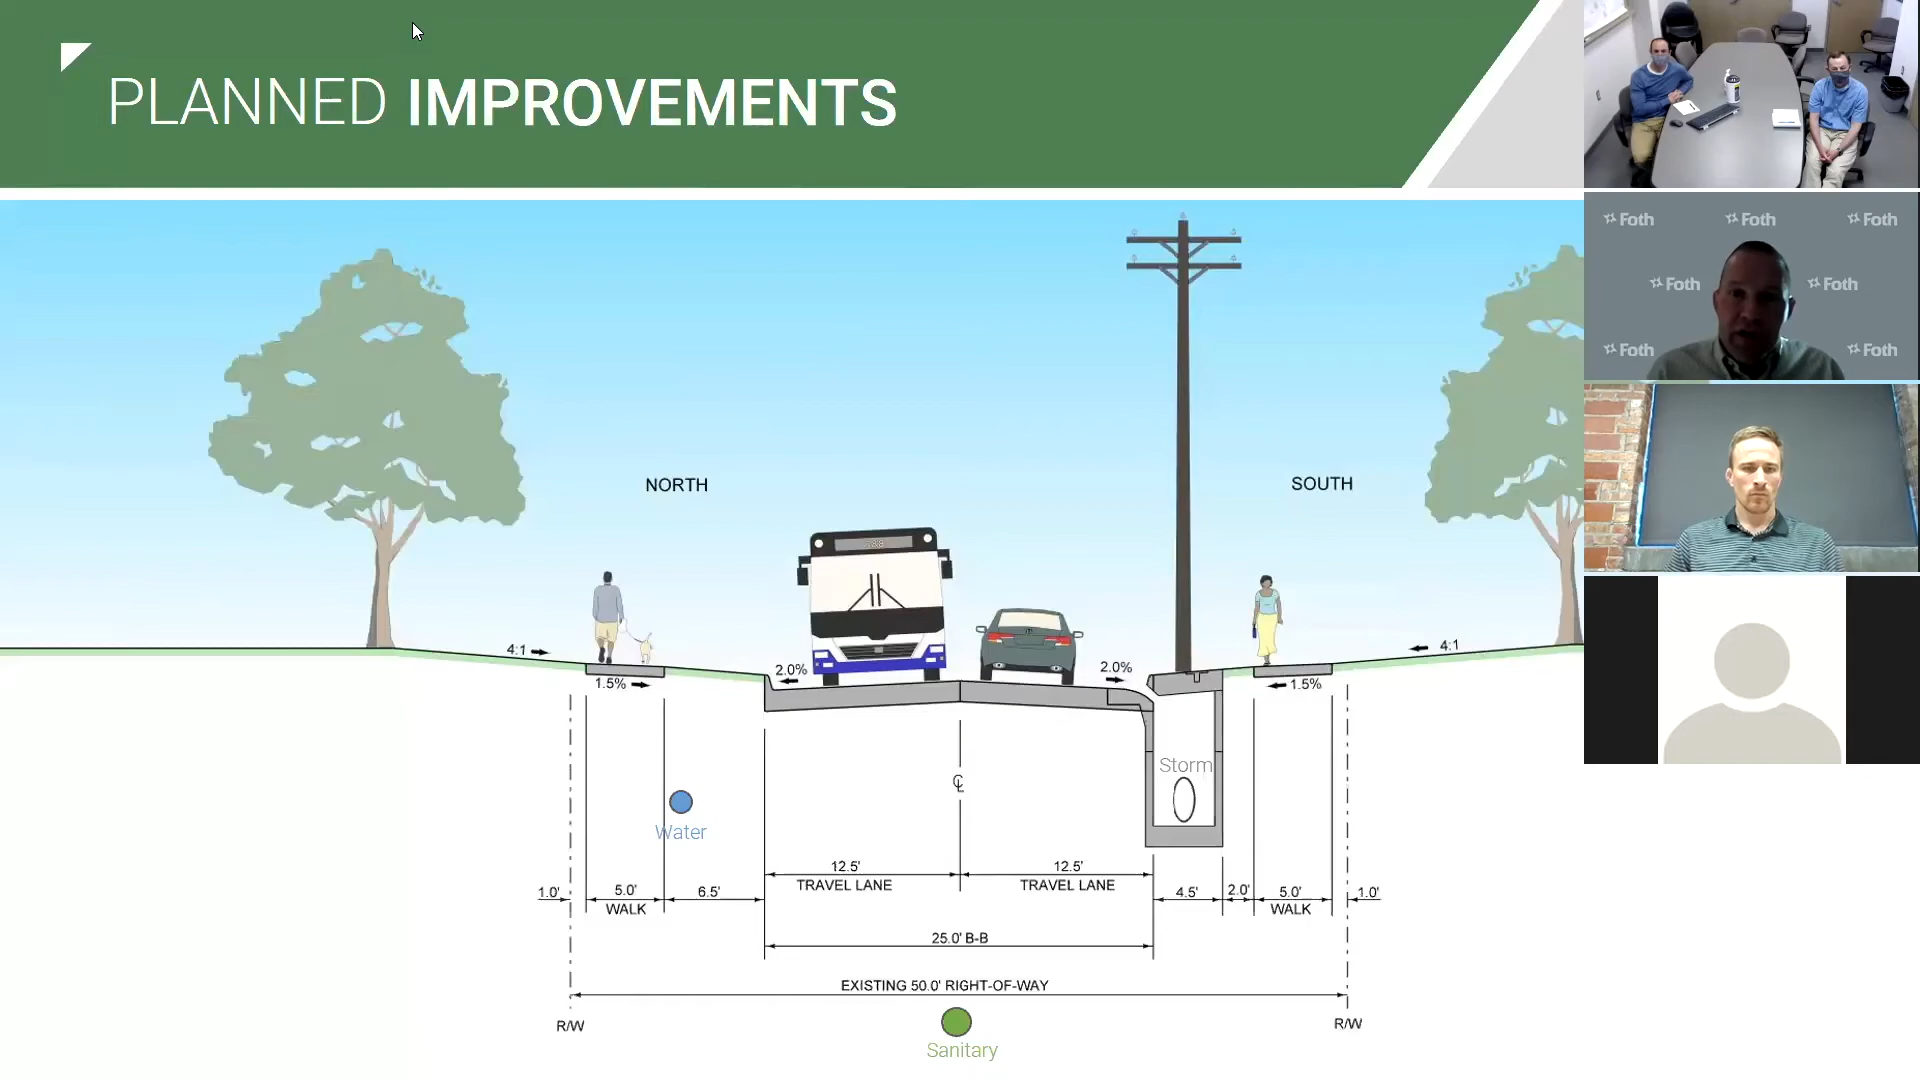 PLANNED IMPROVEMENTS
Foth Foth Foth
Foth Foth
Foth Foth
NORTH
SOUTH
4:1
4:1
2.0%
2.0%
1.5%
1.5%
Storm
℄
Water
12.5'
TRAVEL LANE
12.5'
TRAVEL LANE
1.0'
5.0'
WALK
6.5'
4.5'
2.0'
5.0'
WALK
1.0'
25.0' B-B
EXISTING 50.0' RIGHT-OF-WAY
R/W
R/W
Sanitary